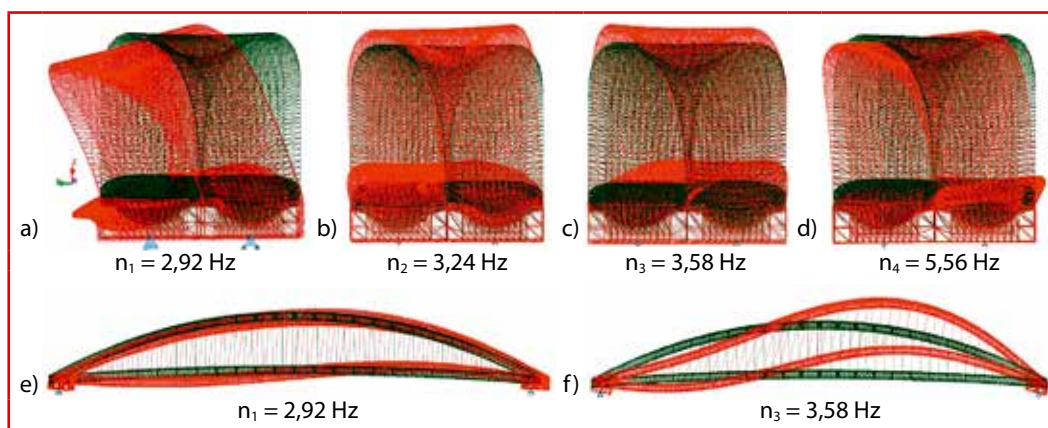 a)
n₁ = 2,92 Hz
b)
n₂ = 3,24 Hz
c)
n₃ = 3,58 Hz
d)
n₄ = 5,56 Hz
e)
n₁ = 2,92 Hz
f)
n₃ = 3,58 Hz